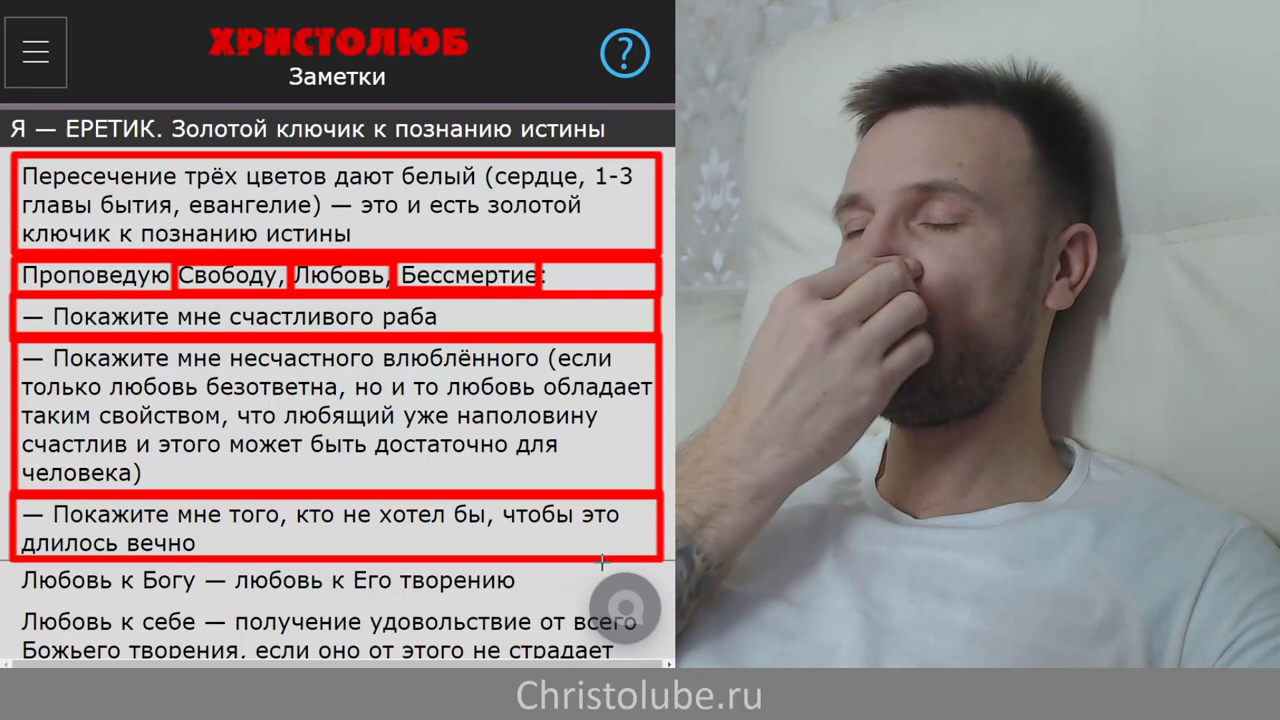 ХРИСТОЛЮБ
Заметки
Я — ЕРЕТИК. Золотой ключик к познанию истины
Пересечение трёх цветов дают белый (сердце, 1-3
главы бытия, евангелие) — это и есть золотой
ключик к познанию истины
Проповедую Свободу, Любовь, Бессмертие:
— Покажите мне счастливого раба
— Покажите мне несчастного влюблённого (если
только любовь безответна, но и то любовь обладает
таким свойством, что любящий уже наполовину
счастлив и этого может быть достаточно для
человека)
— Покажите мне того, кто не хотел бы, чтобы это
длилось вечно
Любовь к Богу — любовь к Его творению
Любовь к себе — получение удовольствие от всего
Божьего творения, если оно от этого не страдает
Christolube.ru